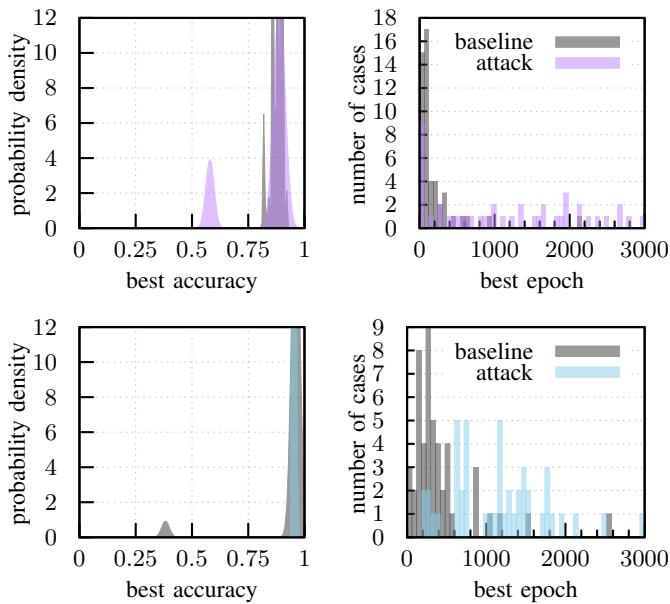 probability density
12
10
8
6
4
2
0
0 0.25 0.5 0.75 1
best accuracy
number of cases
18
16
14
12
10
8
6
4
2
0
baseline
attack
0 1000 2000 3000
best epoch
probability density
12
10
8
6
4
2
0
0 0.25 0.5 0.75 1
best accuracy
number of cases
9
8
7
6
5
4
3
2
1
0
baseline
attack
0 1000 2000 3000
best epoch